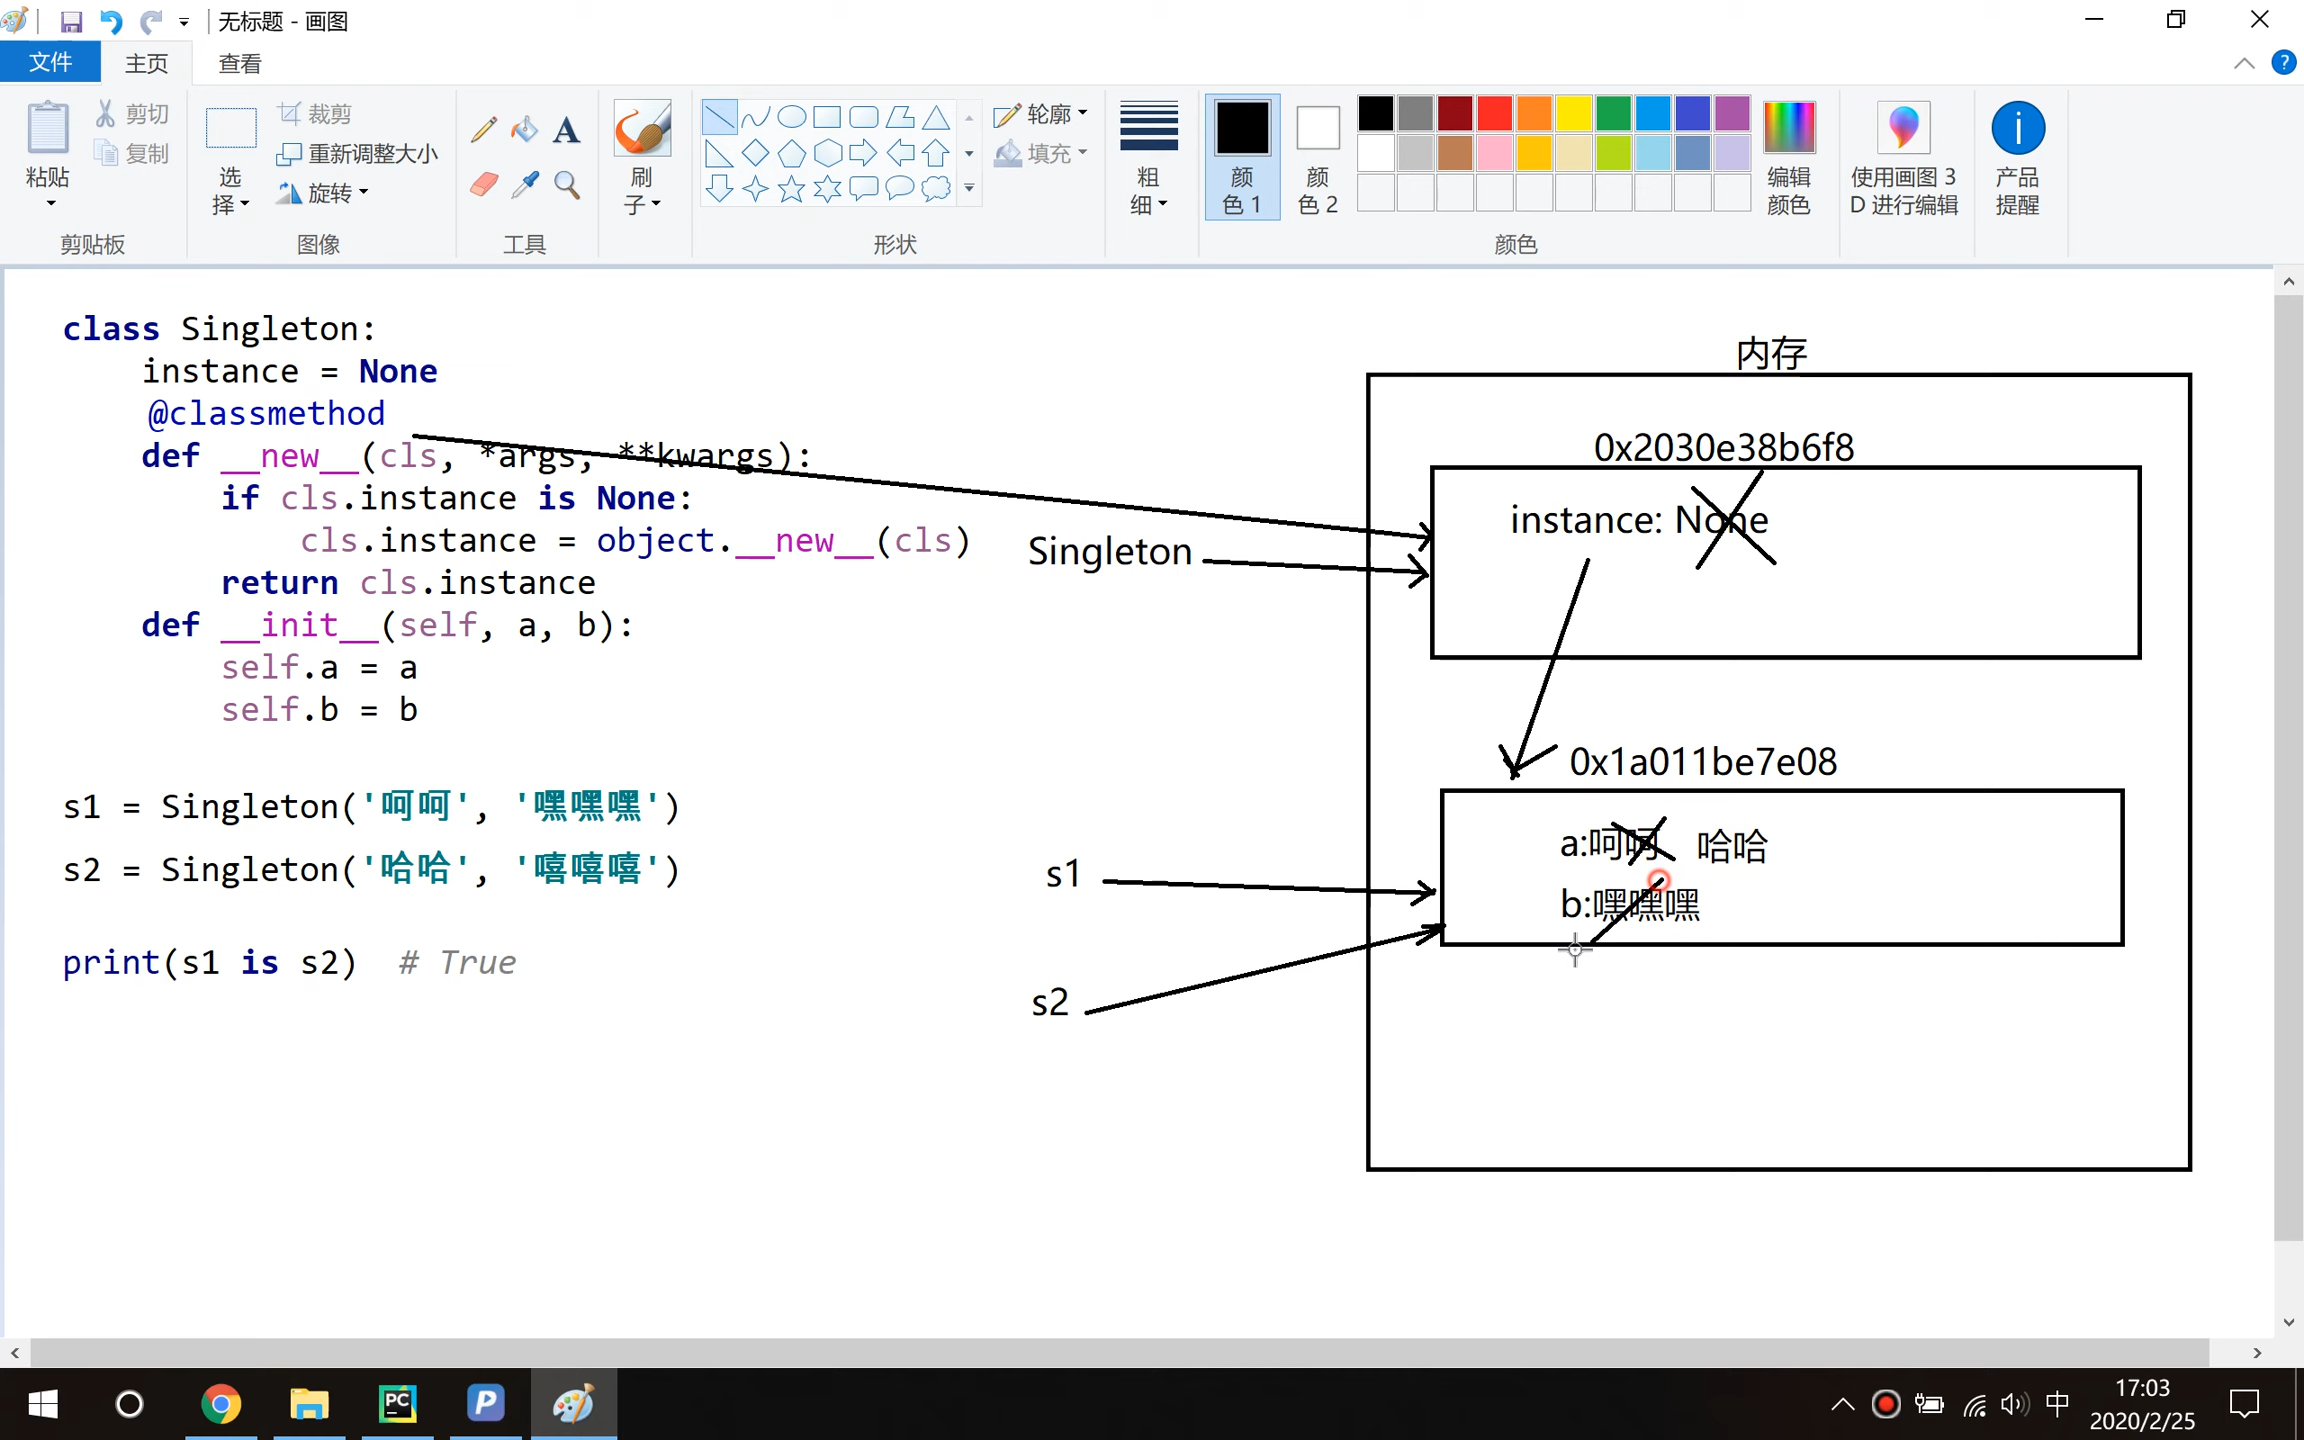 无标题 - 画图
文件 主页 查看
粘贴
剪切
复制
剪贴板
选择
裁剪
重新调整大小
旋转
图像
A
工具
刷子
轮廓
填充
形状
粗细
颜色 1
颜色 2
编辑颜色
颜色
使用画图 3D 进行编辑
产品提醒
class Singleton:
instance = None
@classmethod
def __new__(cls, *args, **kwargs):
if cls.instance is None:
cls.instance = object.__new__(cls)
return cls.instance
def __init__(self, a, b):
self.a = a
self.b = b
s1 = Singleton('呵呵', '嘿嘿嘿')
s2 = Singleton('哈哈', '嘻嘻嘻')
print(s1 is s2)  # True
内存
0x2030e38b6f8
instance: None
Singleton
0x1a011be7e08
a:呵呵 哈哈
b:嘿嘿嘿
s1
s2
PC
P
中
17:03
2020/2/25